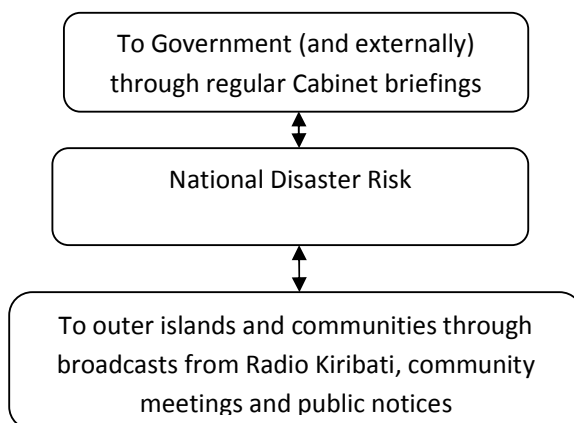 To Government (and externally)
through regular Cabinet briefings
National Disaster Risk
To outer islands and communities through
broadcasts from Radio Kiribati, community
meetings and public notices